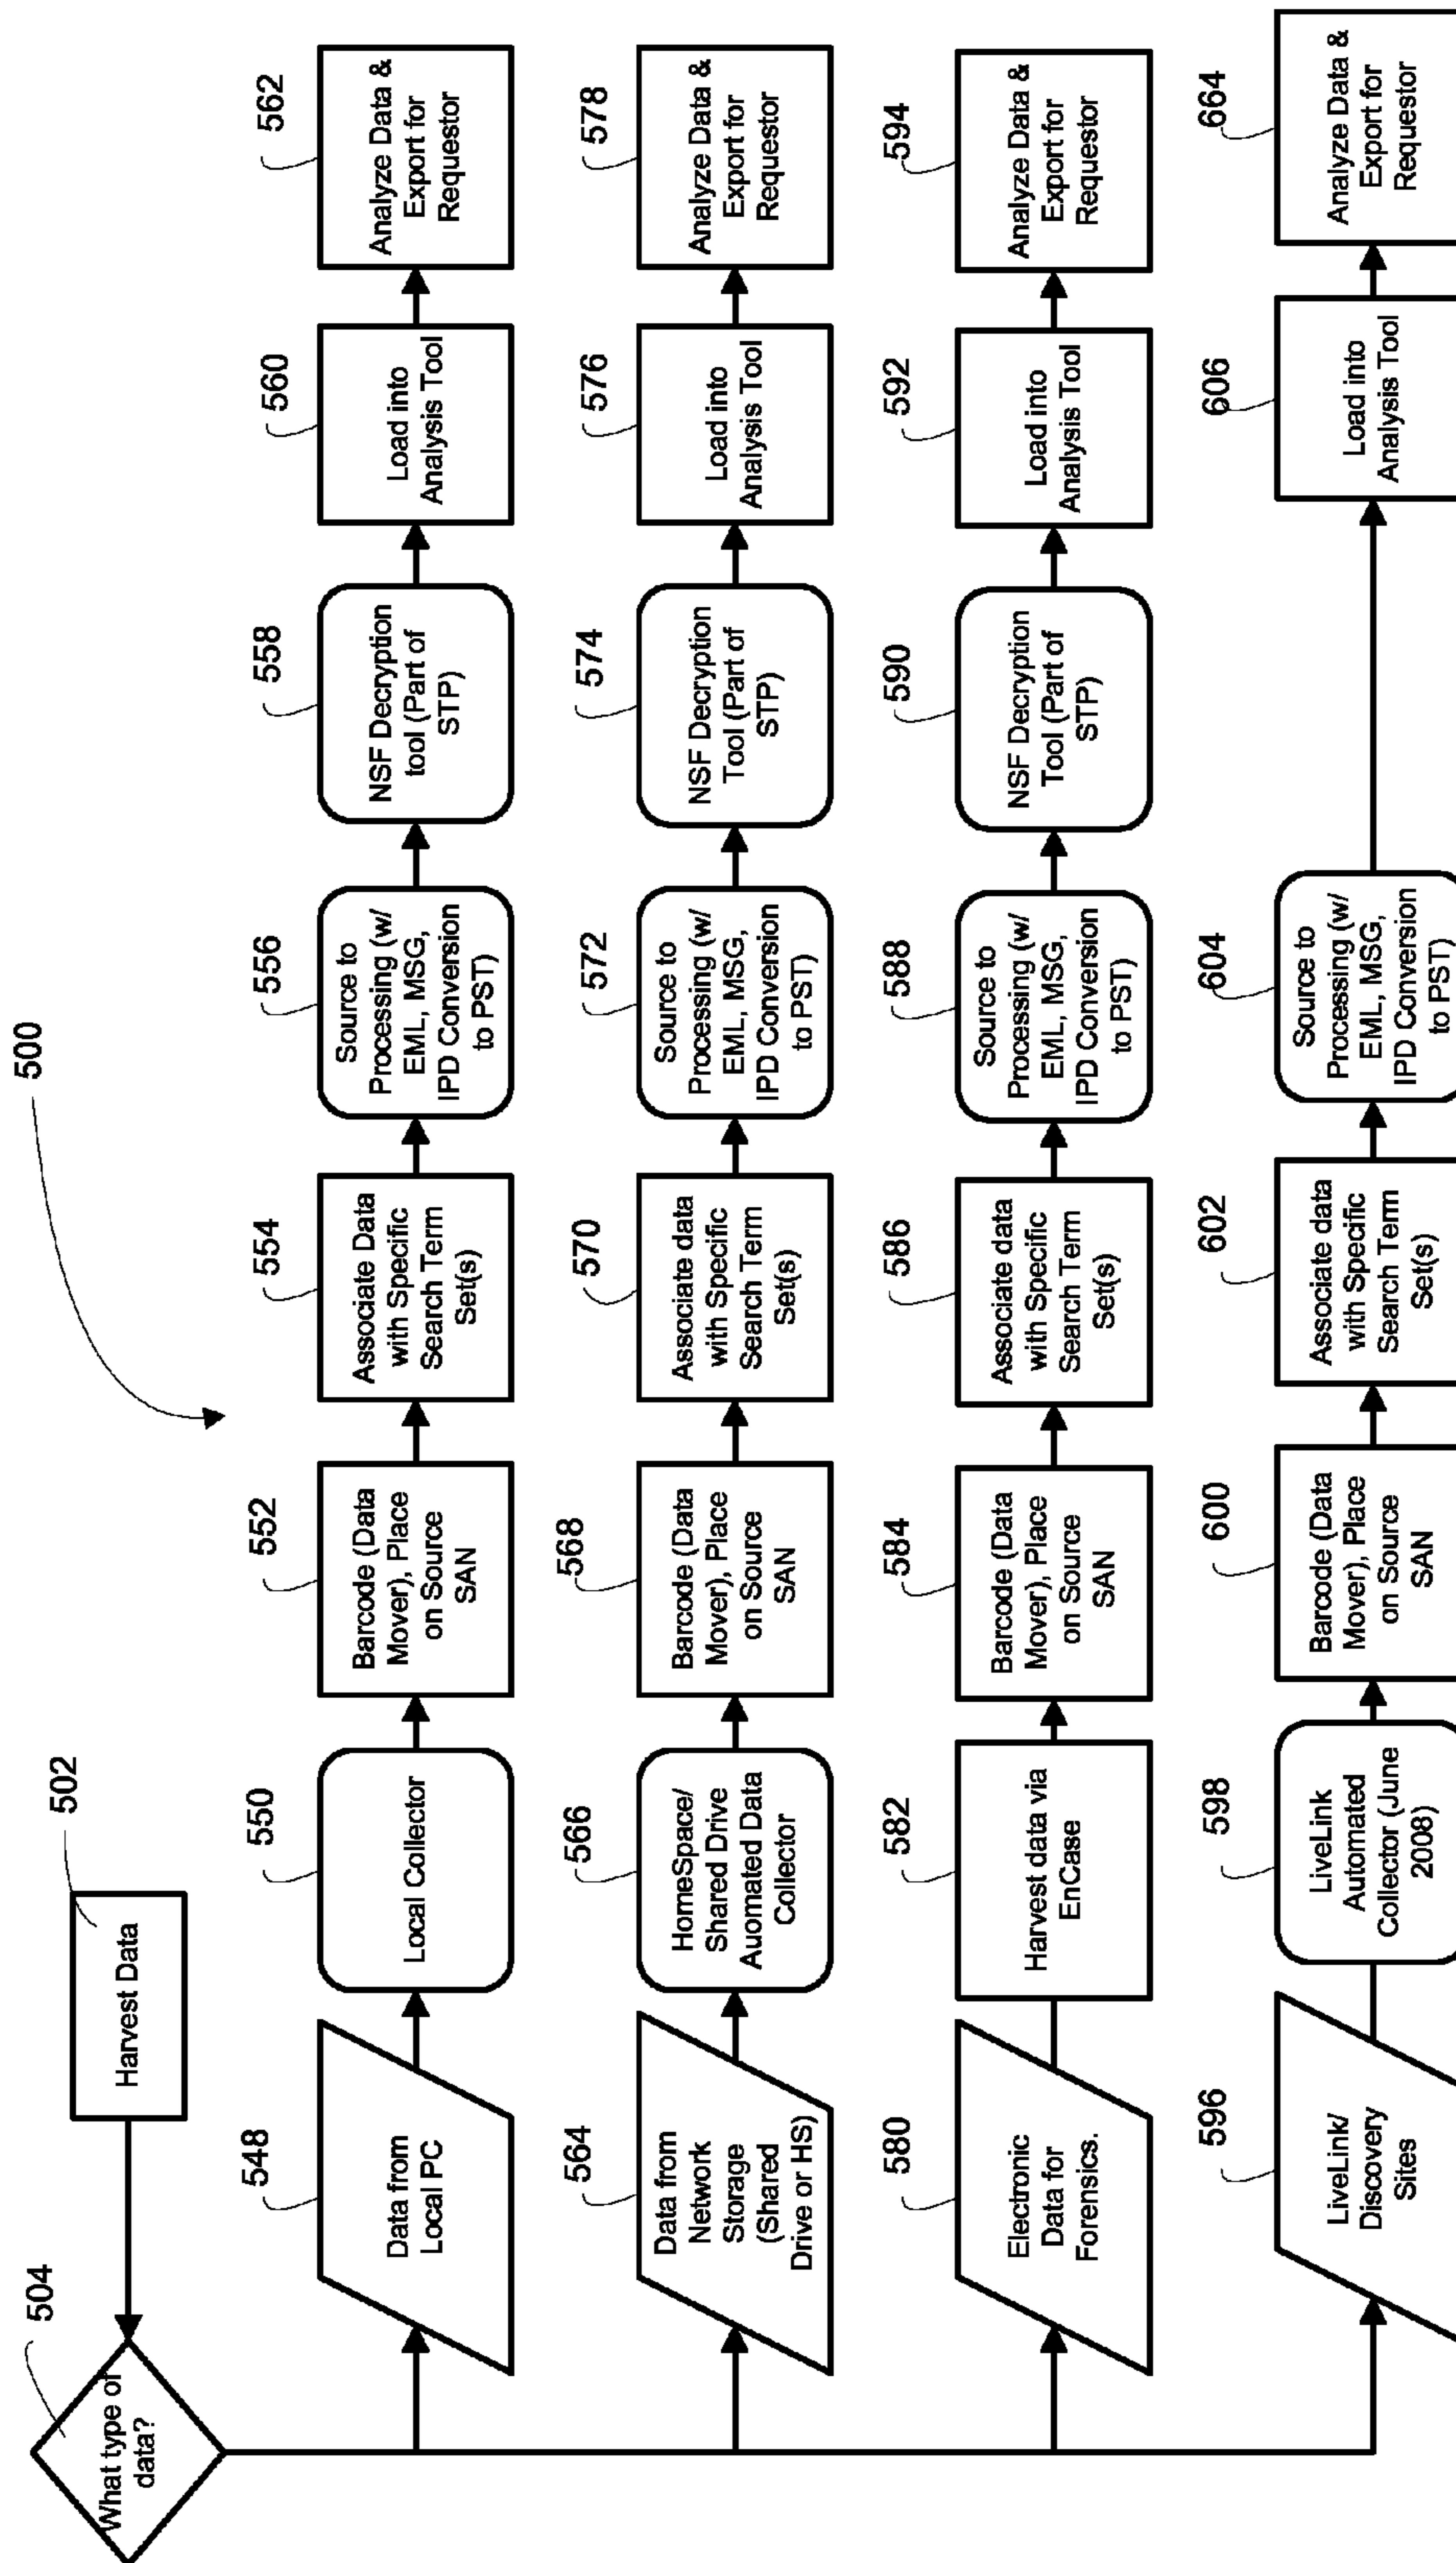 500
502
Harvest Data
504
What type of
data?
548
Data from
Local PC
550
Local Collector
552
Barcode (Data
Mover), Place
on Source
SAN
554
Associate Data
with Specific
Search Term
Set(s)
556
Source to
Processing (w/
EML, MSG,
IPD Conversion
to PST)
558
NSF Decryption
tool (Part of
STP)
560
Load into
Analysis Tool
562
Analyze Data &
Export for
Requestor
564
Data from
Network
Storage
(Shared
Drive or HS)
566
HomeSpace/
Shared Drive
Auomated Data
Collector
568
Barcode (Data
Mover), Place
on Source
SAN
570
Associate data
with Specific
Search Term
Set(s)
572
Source to
Processing (w/
EML, MSG,
IPD Conversion
to PST)
574
NSF Decryption
Tool (Part of
STP)
576
Load into
Analysis Tool
578
Analyze Data &
Export for
Requestor
580
Electronic
Data for
Forensics.
582
Harvest data via
EnCase
584
Barcode (Data
Mover), Place
on Source
SAN
586
Associate data
with Specific
Search Term
Set(s)
588
Source to
Processing (w/
EML, MSG,
IPD Conversion
to PST)
590
NSF Decryption
Tool (Part of
STP)
592
Load into
Analysis Tool
594
Analyze Data &
Export for
Requestor
596
LiveLink/
Discovery
Sites
598
LiveLink
Automated
Collector (June
2008)
600
Barcode (Data
Mover), Place
on Source
SAN
602
Associate data
with Specific
Search Term
Set(s)
604
Source to
Processing (w/
EML, MSG,
IPD Conversion
to PST)
606
Load into
Analysis Tool
664
Analyze Data &
Export for
Requestor